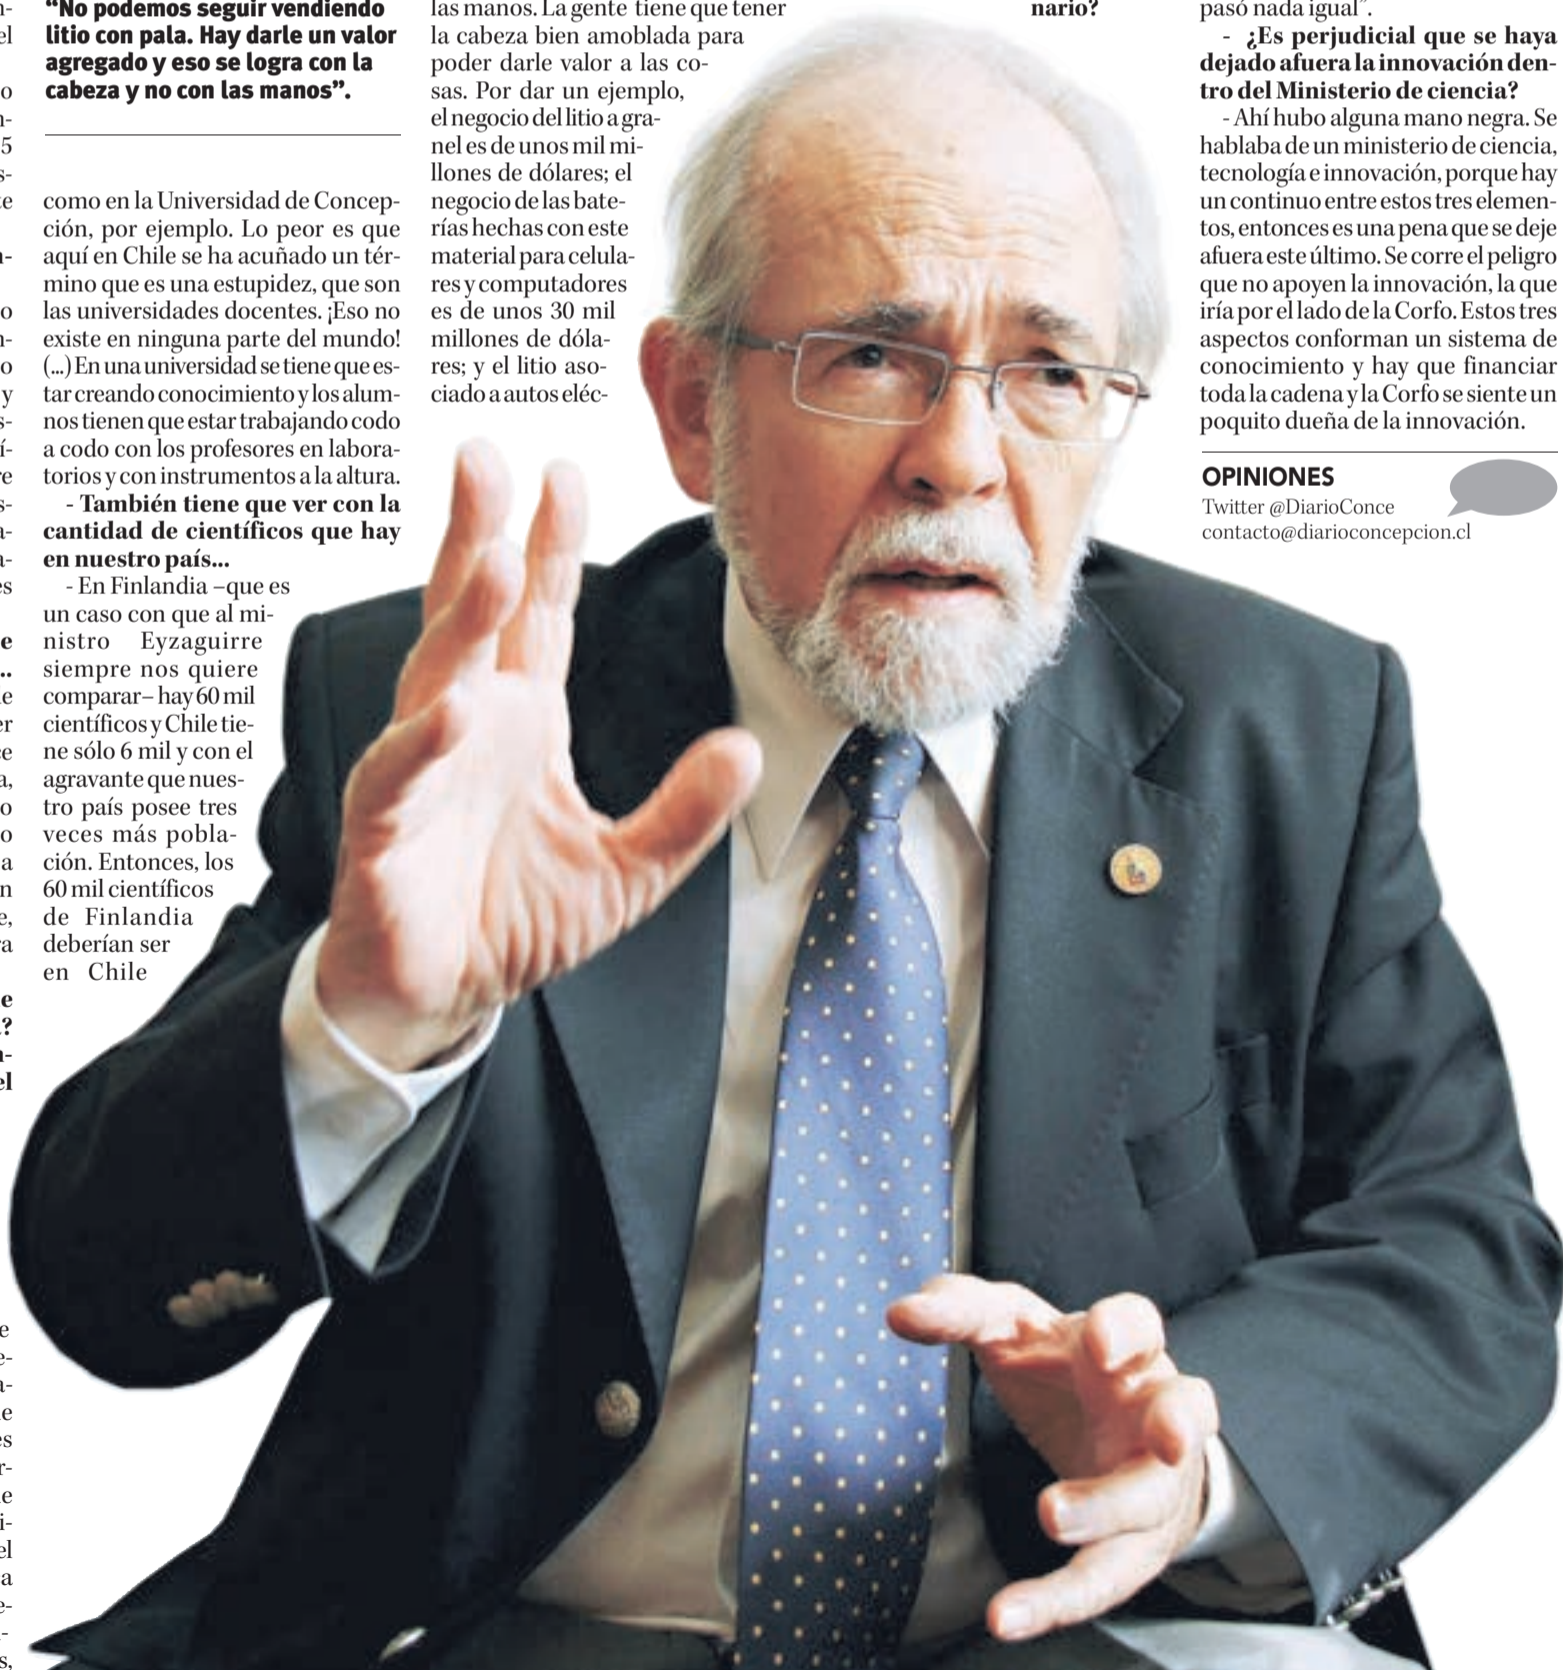 “No podemos seguir vendiendo
litio con pala. Hay darle un valor
agregado y eso se logra con la
cabeza y no con las manos”.
como en la Universidad de Concep-
ción, por ejemplo. Lo peor es que
aquí en Chile se ha acuñado un tér-
mino que es una estupidez, que son
las universidades docentes. ¡Eso no
existe en ninguna parte del mundo!
(...) En una universidad se tiene que es-
tar creando conocimiento y los alum-
nos tienen que estar trabajando codo
a codo con los profesores en labora-
torios y con instrumentos a la altura.
- También tiene que ver con la
cantidad de científicos que hay
en nuestro país...
- En Finlandia –que es
un caso con que al mi-
nistro Eyzaguirre
siempre nos quiere
comparar– hay 60 mil
científicos y Chile tie-
ne sólo 6 mil y con el
agravante que nues-
tro país posee tres
veces más pobla-
ción. Entonces, los
60 mil científicos
de Finlandia
deberían ser
en Chile
las manos. La gente tiene que tener
la cabeza bien amoblada para
poder darle valor a las co-
sas. Por dar un ejemplo,
el negocio del litio a gra-
nel es de unos mil mi-
llones de dólares; el
negocio de las bate-
rías hechas con este
material para celula-
res y computadores
es de unos 30 mil
millones de dóla-
res; y el litio aso-
ciado a autos eléc-
nario?
pasó nada igual”.
- ¿Es perjudicial que se haya
dejado afuera la innovación den-
tro del Ministerio de ciencia?
- Ahí hubo alguna mano negra. Se
hablaba de un ministerio de ciencia,
tecnología e innovación, porque hay
un continuo entre estos tres elemen-
tos, entonces es una pena que se deje
afuera este último. Se corre el peligro
que no apoyen la innovación, la que
iría por el lado de la Corfo. Estos tres
aspectos conforman un sistema de
conocimiento y hay que financiar
toda la cadena y la Corfo se siente un
poquito dueña de la innovación.
OPINIONES
Twitter @DiarioConce
contacto@diarioconcepcion.cl